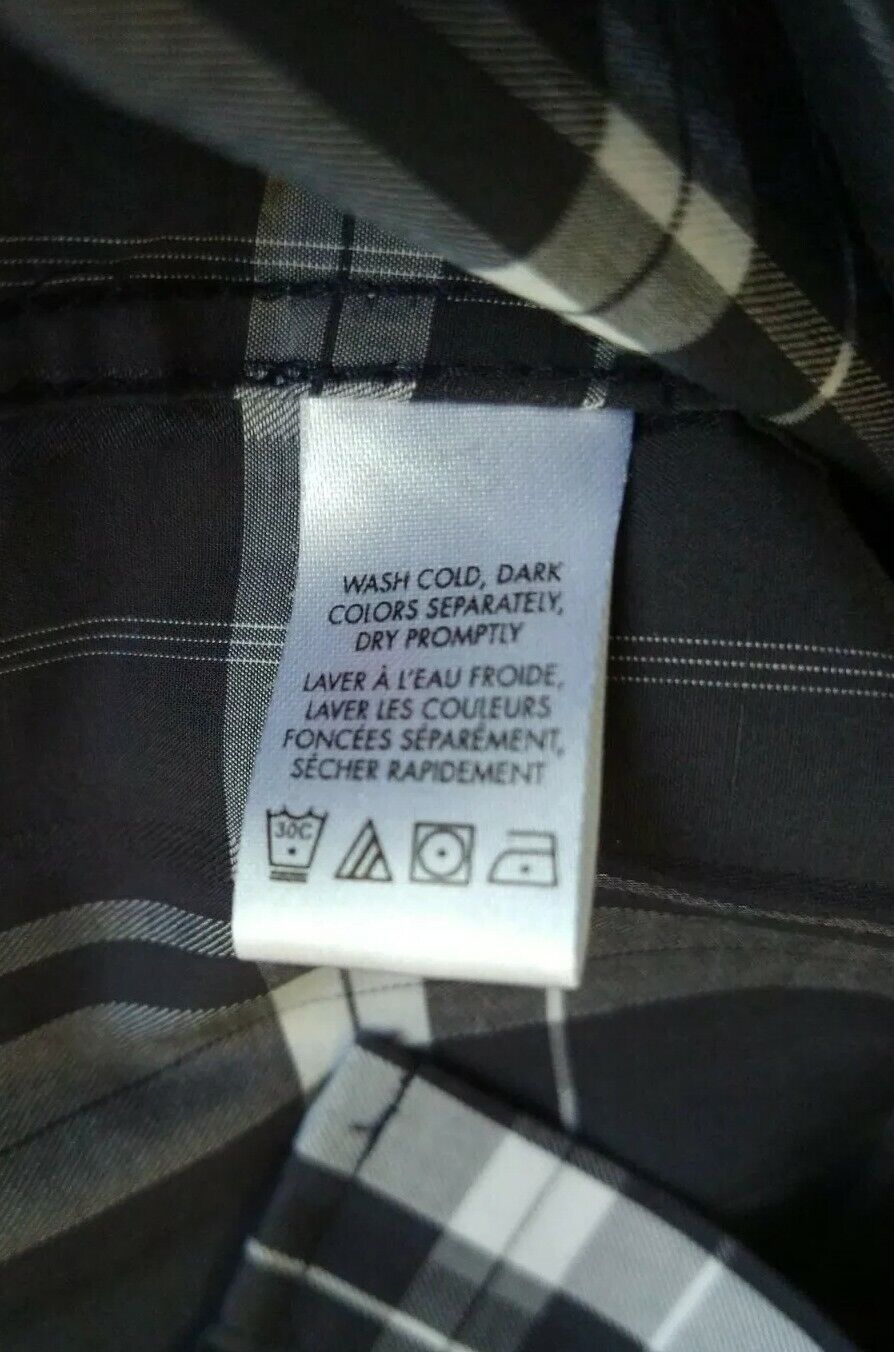 WASH COLD, DARK
COLORS SEPARATELY,
DRY PROMPTLY
LAVER À L'EAU FROIDE,
LAVER LES COULEURS
FONCÉES SÉPARÉMENT,
SÉCHER RAPIDEMENT
30C